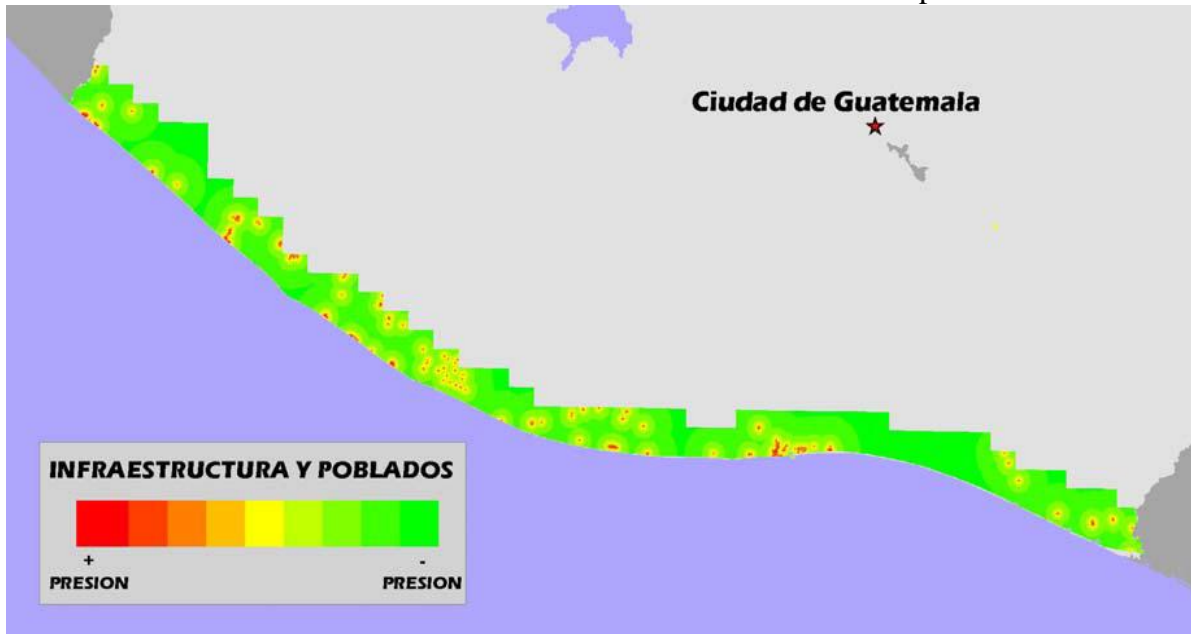 Ciudad de Guatemala
INFRAESTRUCTURA Y POBLADOS
+ -
PRESION PRESION